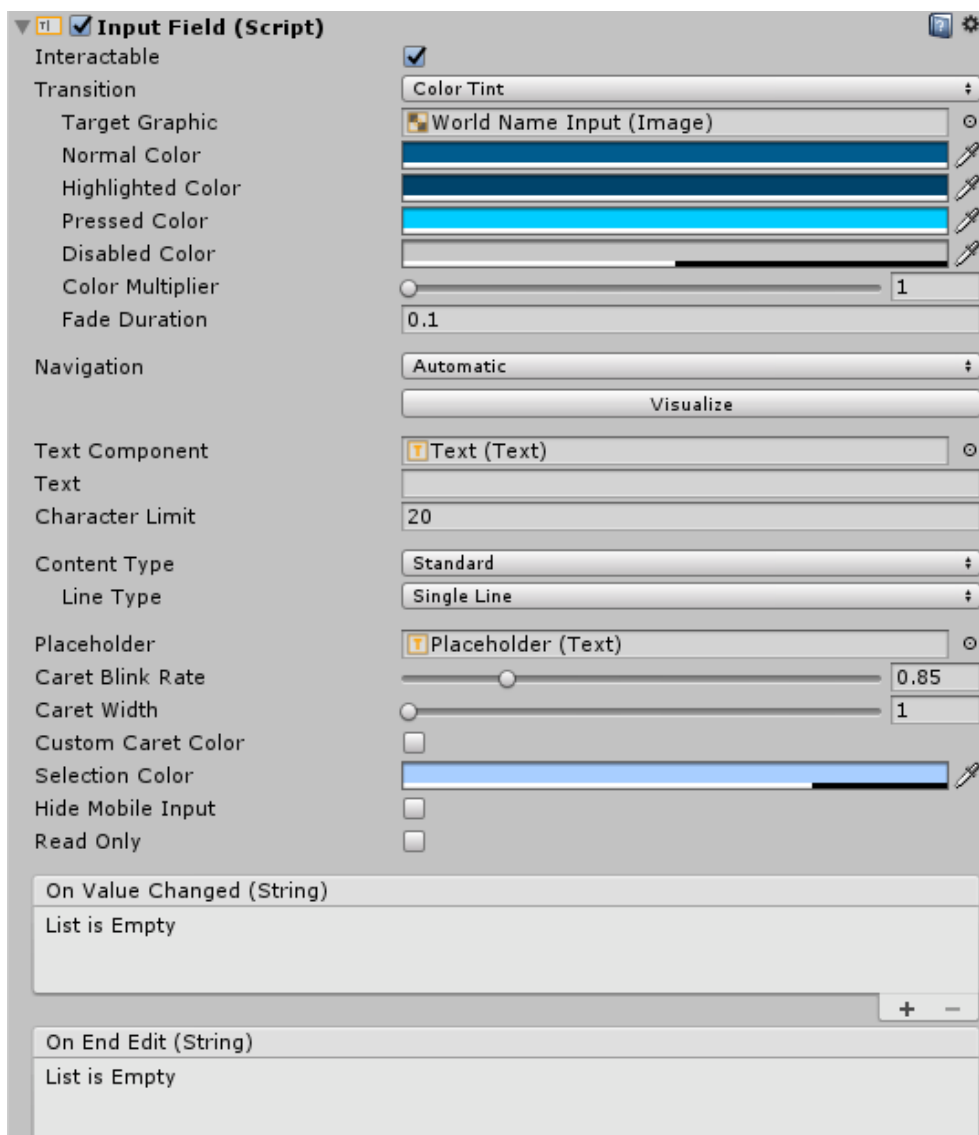 Input Field (Script)
Interactable
Transition Color Tint
Target Graphic World Name Input (Image)
Normal Color
Highlighted Color
Pressed Color
Disabled Color
Color Multiplier 1
Fade Duration 0.1
Navigation Automatic
Visualize
Text Component Text (Text)
Text
Character Limit 20
Content Type Standard
Line Type Single Line
Placeholder Placeholder (Text)
Caret Blink Rate 0.85
Caret Width 1
Custom Caret Color
Selection Color
Hide Mobile Input
Read Only
On Value Changed (String)
List is Empty
+ −
On End Edit (String)
List is Empty